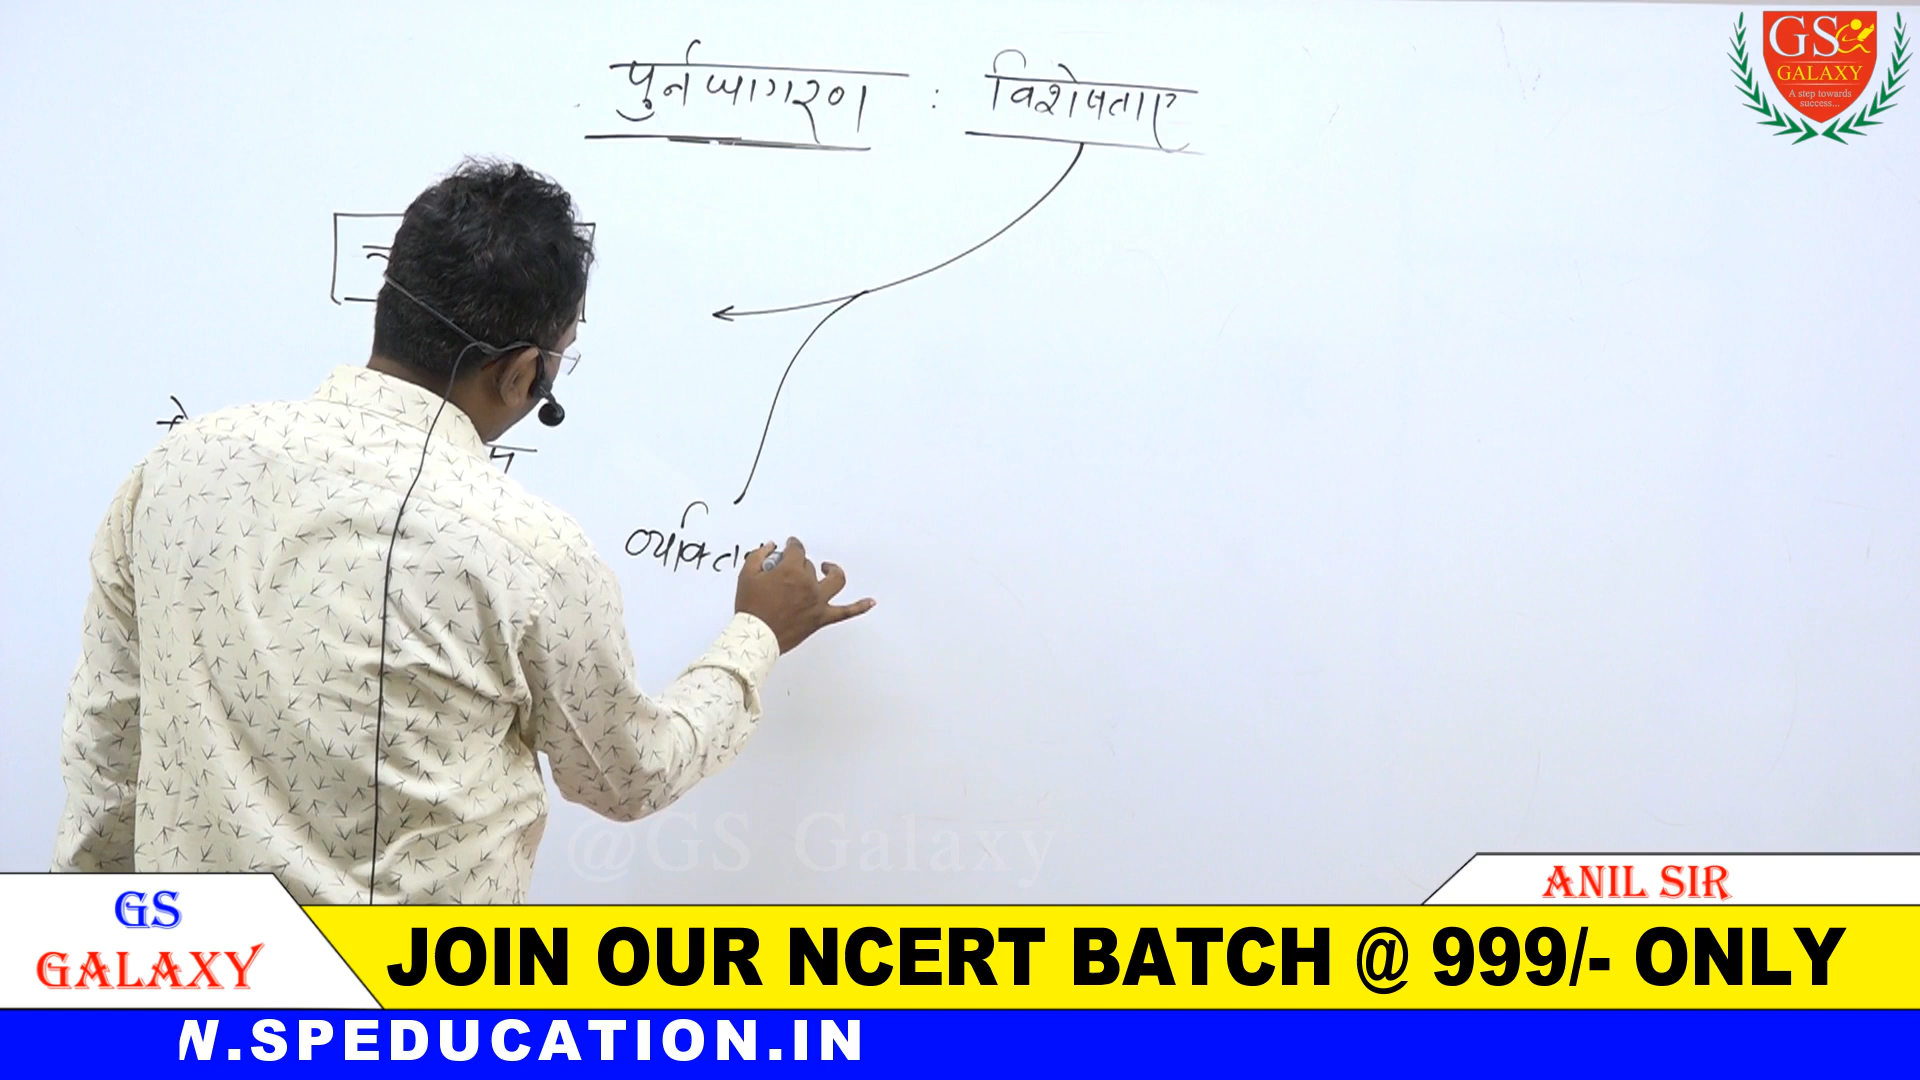 पुर्नजागरण : विशेषताए
GS
GALAXY
A step towards
success...
@GS Galaxy
ANIL SIR
GS
GALAXY
JOIN OUR NCERT BATCH @ 999/- ONLY
W.SPEDUCATION.IN